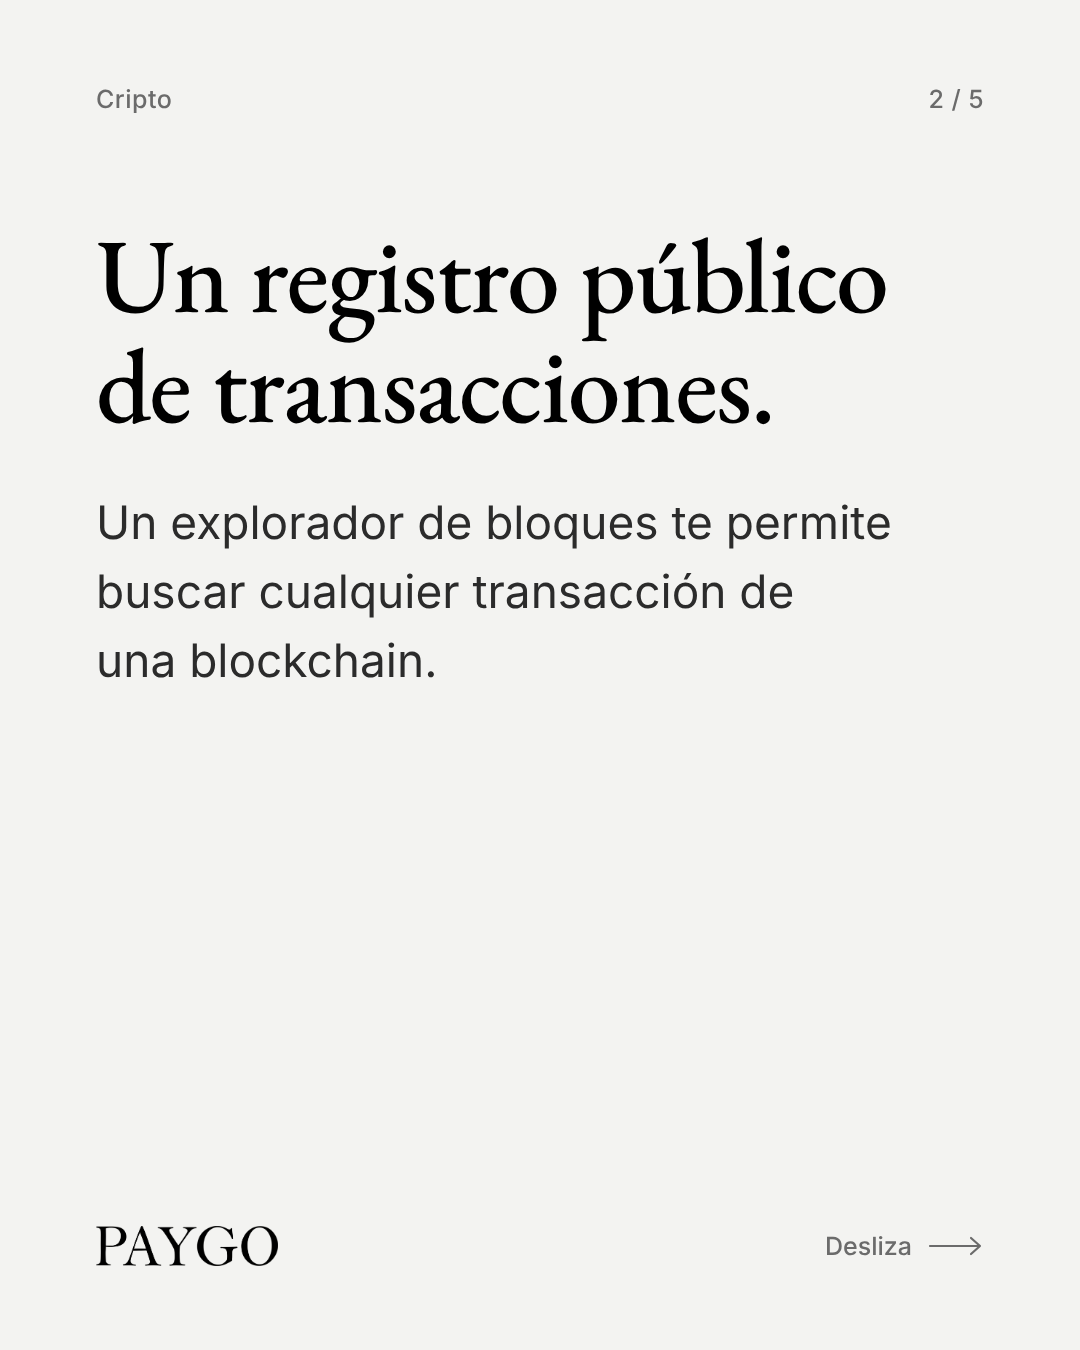 Cripto
2 / 5
Un registro público
de transacciones.
Un explorador de bloques te permite
buscar cualquier transacción de
una blockchain.
PAYGO
Desliza